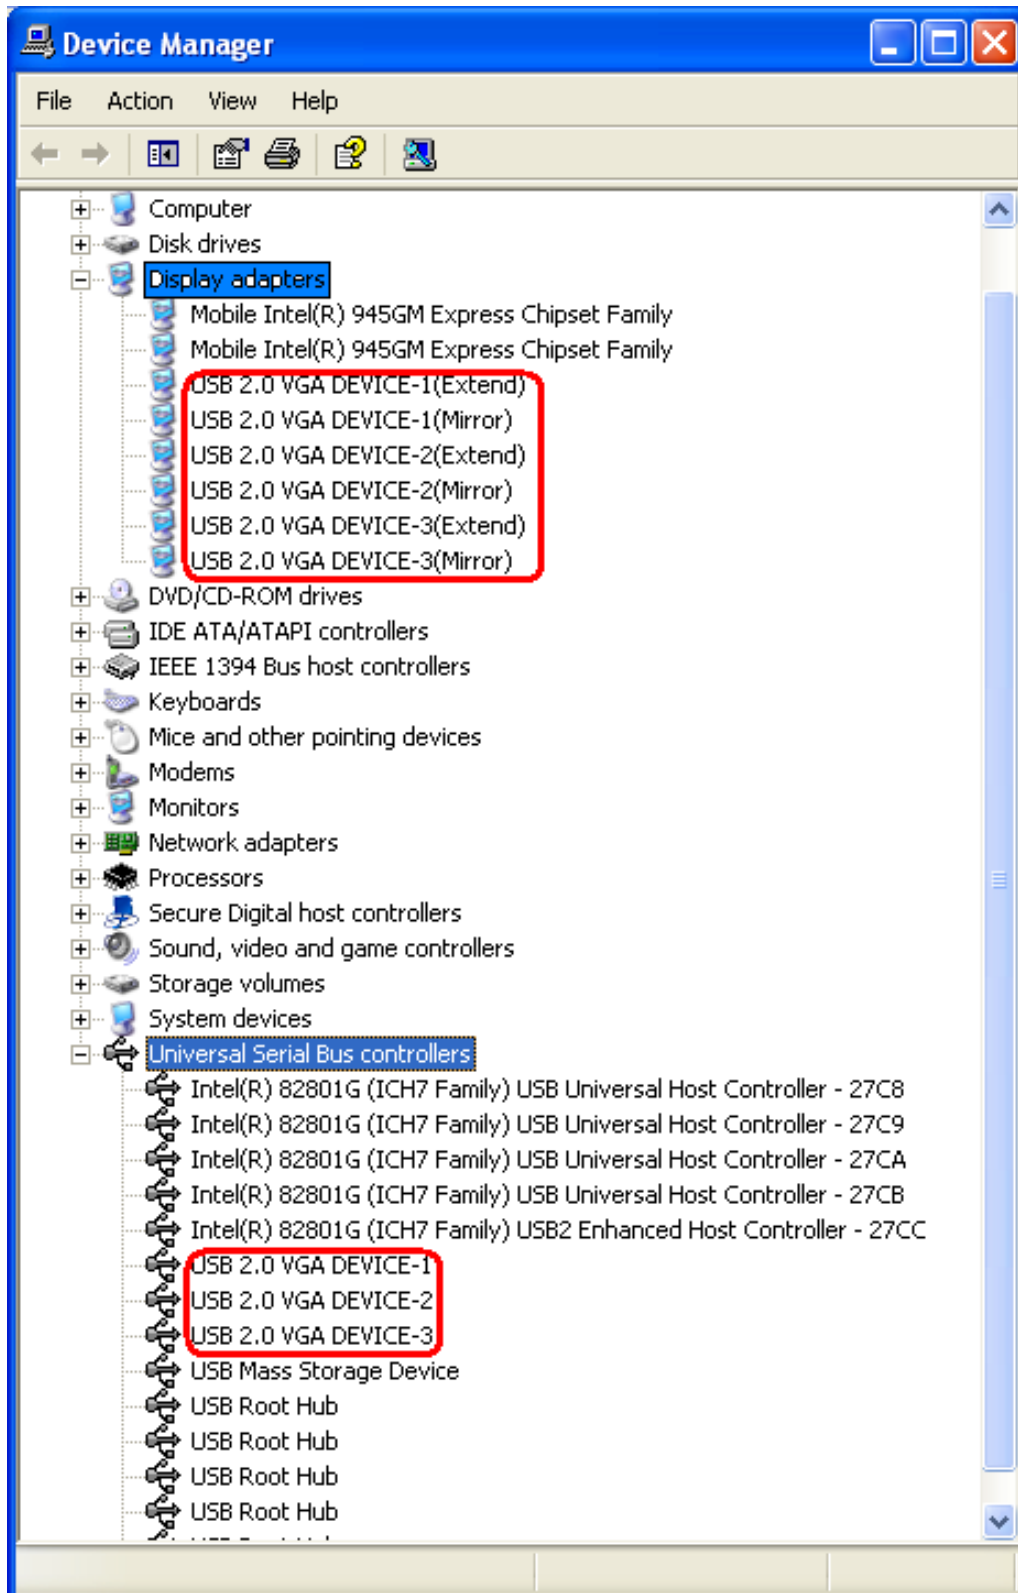 Device Manager
File Action View Help
Computer
Disk drives
Display adapters
Mobile Intel(R) 945GM Express Chipset Family
Mobile Intel(R) 945GM Express Chipset Family
USB 2.0 VGA DEVICE-1(Extend)
USB 2.0 VGA DEVICE-1(Mirror)
USB 2.0 VGA DEVICE-2(Extend)
USB 2.0 VGA DEVICE-2(Mirror)
USB 2.0 VGA DEVICE-3(Extend)
USB 2.0 VGA DEVICE-3(Mirror)
DVD/CD-ROM drives
IDE ATA/ATAPI controllers
IEEE 1394 Bus host controllers
Keyboards
Mice and other pointing devices
Modems
Monitors
Network adapters
Processors
Secure Digital host controllers
Sound, video and game controllers
Storage volumes
System devices
Universal Serial Bus controllers
Intel(R) 82801G (ICH7 Family) USB Universal Host Controller - 27C8
Intel(R) 82801G (ICH7 Family) USB Universal Host Controller - 27C9
Intel(R) 82801G (ICH7 Family) USB Universal Host Controller - 27CA
Intel(R) 82801G (ICH7 Family) USB Universal Host Controller - 27CB
Intel(R) 82801G (ICH7 Family) USB2 Enhanced Host Controller - 27CC
USB 2.0 VGA DEVICE-1
USB 2.0 VGA DEVICE-2
USB 2.0 VGA DEVICE-3
USB Mass Storage Device
USB Root Hub
USB Root Hub
USB Root Hub
USB Root Hub